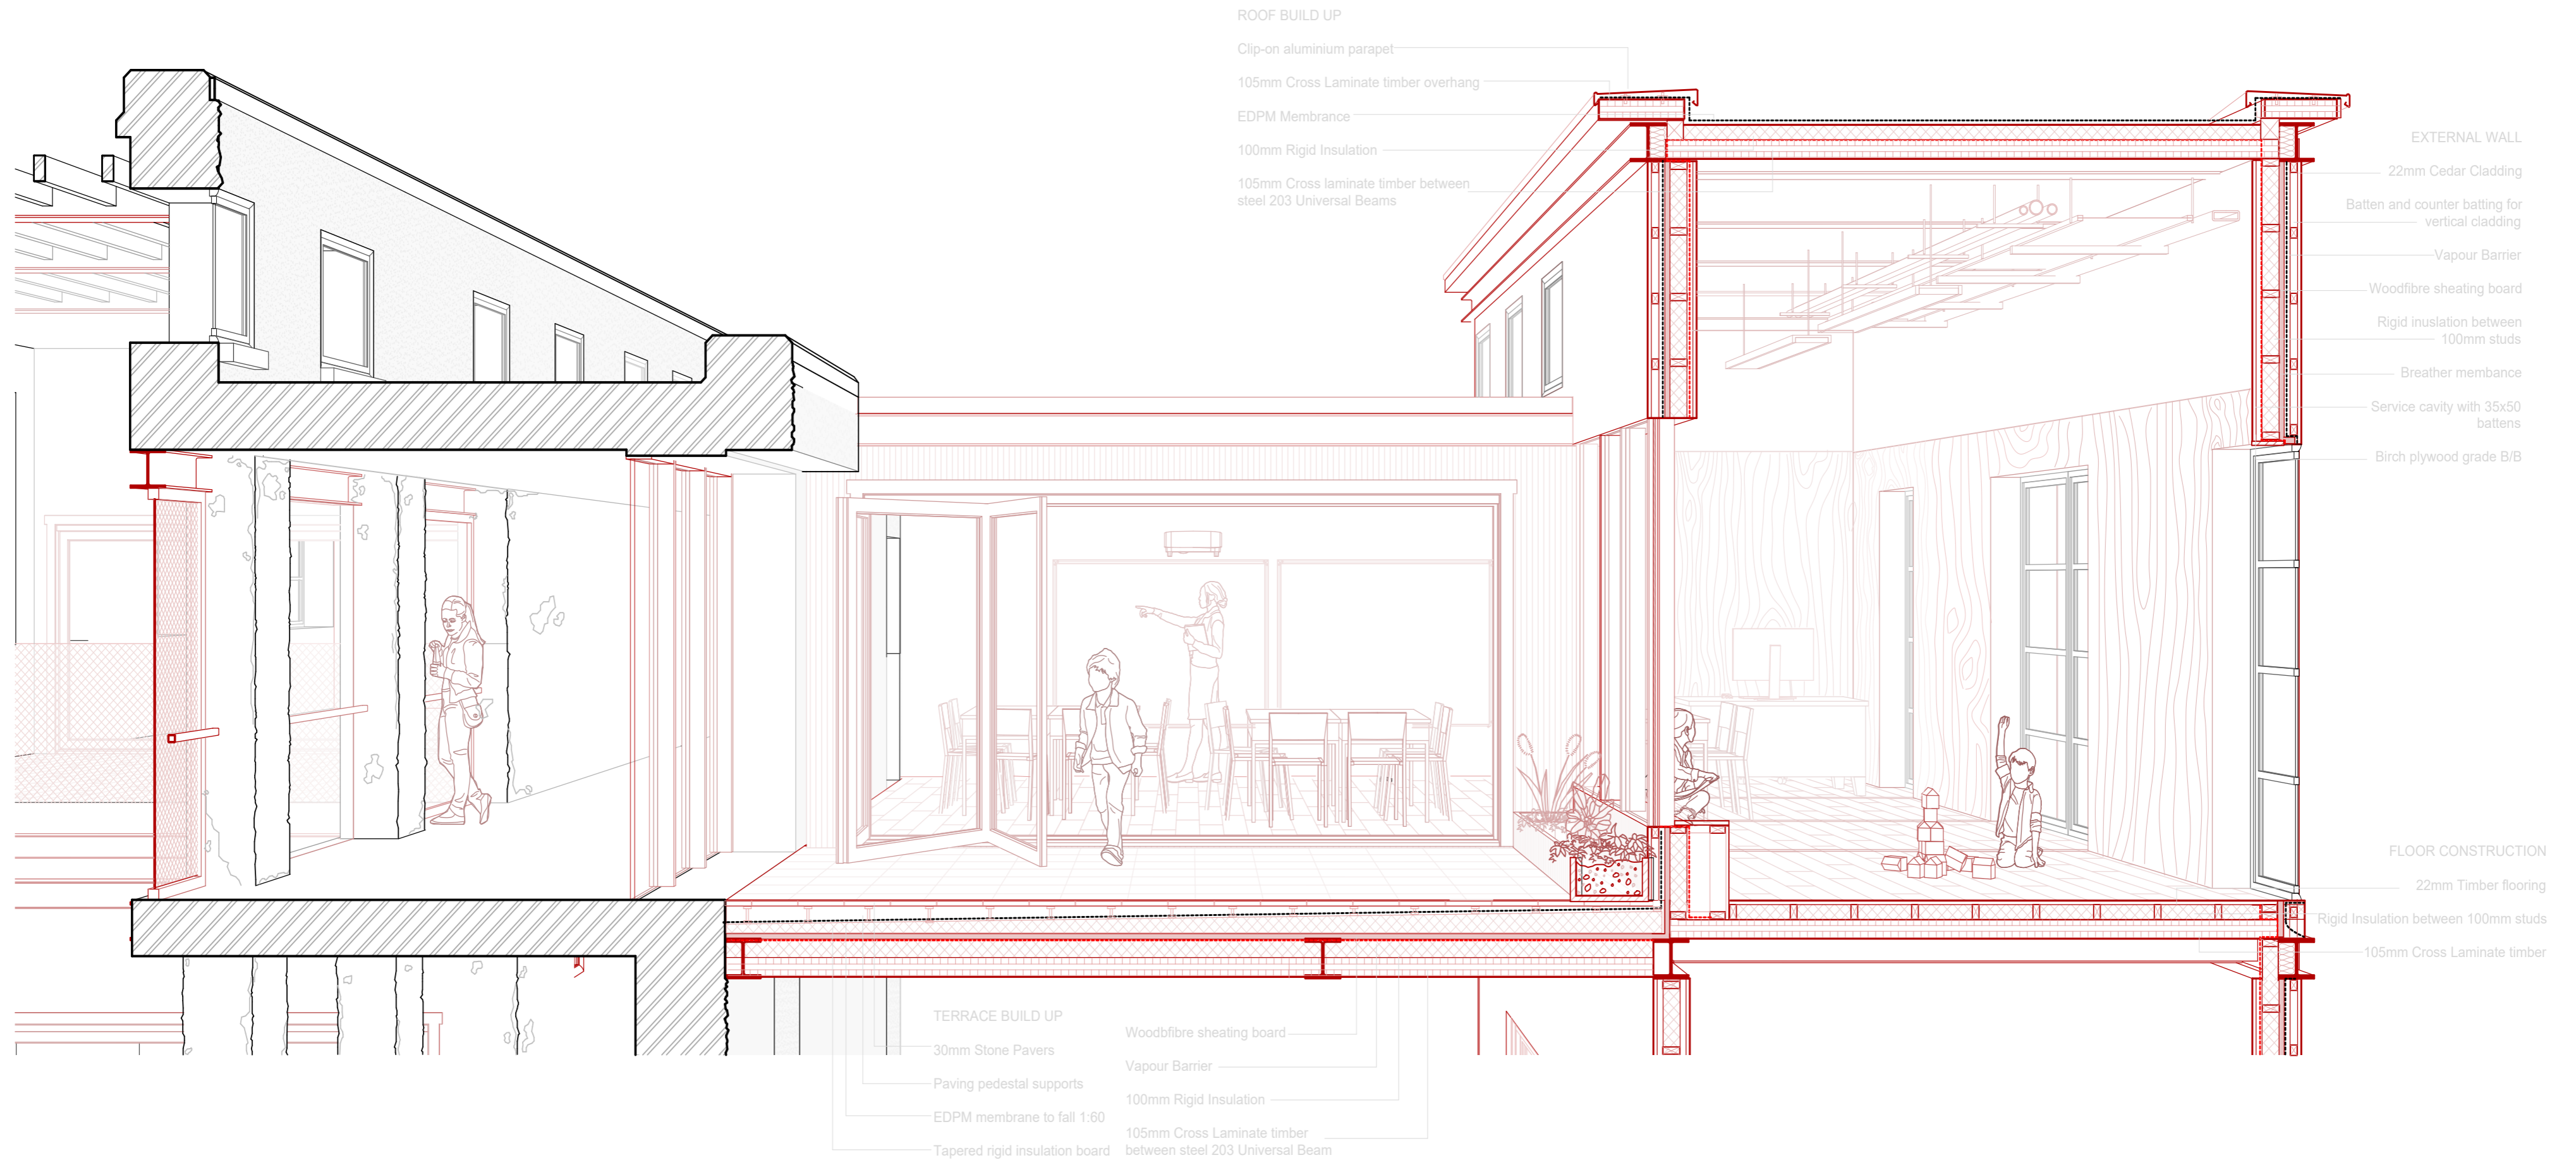 ROOF BUILD UP
Clip-on aluminium parapet
105mm Cross Laminate timber overhang
EDPM Membrance
100mm Rigid Insulation
105mm Cross laminate timber between
steel 203 Universal Beams
EXTERNAL WALL
22mm Cedar Cladding
Batten and counter batting for
vertical cladding
Vapour Barrier
Woodfibre sheating board
Rigid inuslation between
100mm studs
Breather membance
Service cavity with 35x50
battens
Birch plywood grade B/B
FLOOR CONSTRUCTION
22mm Timber flooring
Rigid Insulation between 100mm studs
105mm Cross Laminate timber
TERRACE BUILD UP
30mm Stone Pavers
Paving pedestal supports
EDPM membrane to fall 1:60
Tapered rigid insulation board
Woodbfibre sheating board
Vapour Barrier
100mm Rigid Insulation
105mm Cross Laminate timber
between steel 203 Universal Beam